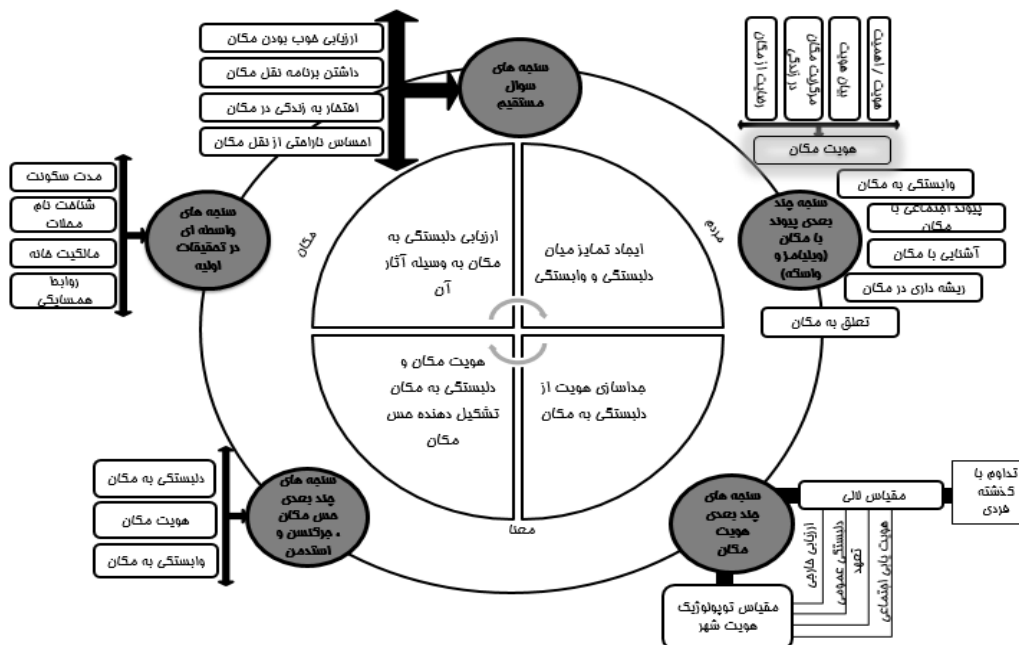 سنجه های
سوال
مستقیم
ارزیابی خوب بودن مکان
داشتن برنامه نقل مکان
افتخار به زندگی در مکان
احساس ناراحتی از نقل مکان
هویت / اهمیت
بیان هویت
مرکزیت مکان
در زندگی
رضایت از مکان
هویت مکان
سنجه چند
بعدی پیوند
با مکان
(ویلیامز و
واسکه)
وابستگی به مکان
پیوند اجتماعی با
مکان
آشنایی با مکان
ریشه داری در مکان
تعلق به مکان
سنجه های
واسطه ای
در تحقیقات
اولیه
مدت سکونت
شناخت نام
محلات
مالکیت خانه
روابط
همسایگی
مردم
مکان
معنا
ایجاد تمایز میان
دلبستگی و وابستگی
ارزیابی دلبستگی به
مکان به وسیله آثار
آن
جداسازی هویت از
دلبستگی به مکان
هویت مکان و
دلبستگی به مکان
تشکیل دهنده حس
مکان
سنجه های
چند بعدی
حس مکان
، جرگنسن و
استدمن
دلبستگی به مکان
هویت مکان
وابستگی به مکان
سنجه های
چند بعدی
هویت
مکان
مقیاس لالی
تداوم با
گذشته
فردی
ارزیابی خارجی
دلبستگی عمومی
تعهد
هویت یابی اجتماعی
مقیاس توپولوژیک
هویت شهر